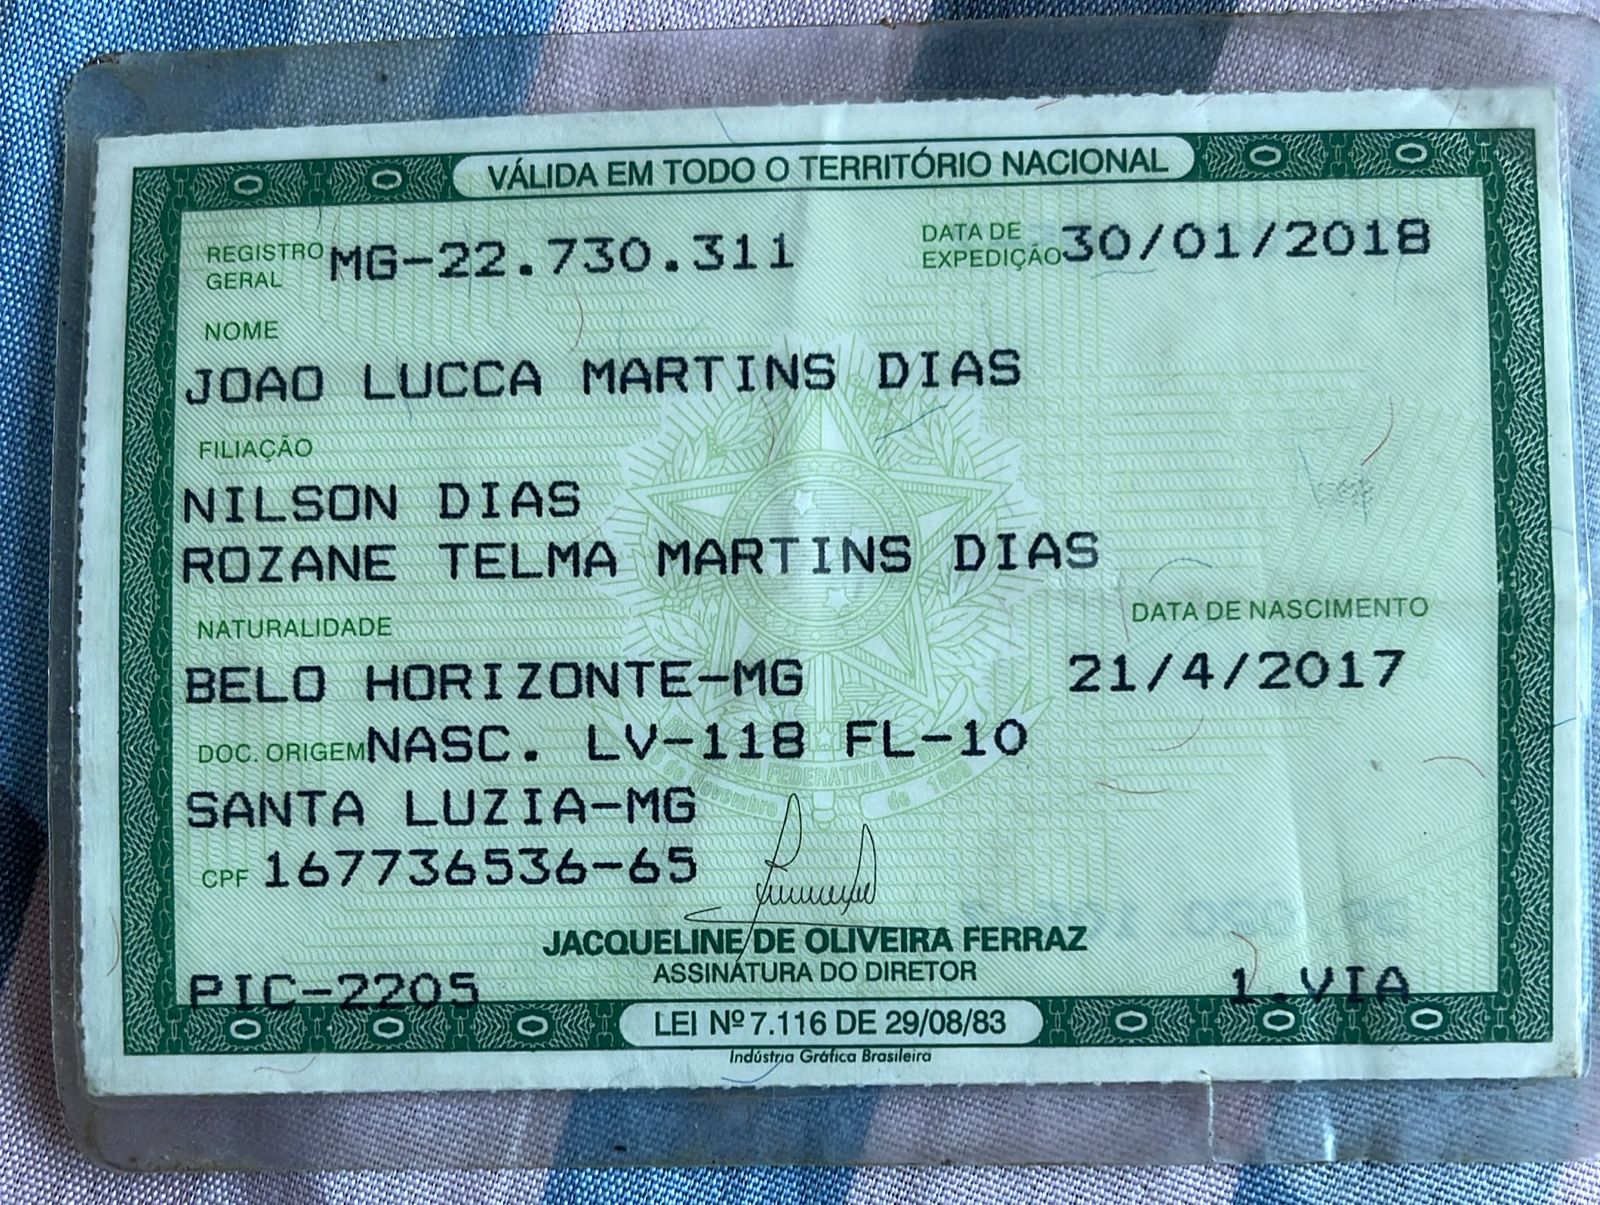 VÁLIDA EM TODO O TERRITÓRIO NACIONAL
REGISTRO GERAL MG-22.730.311 DATA DE EXPEDIÇÃO 30/01/2018
NOME
JOAO LUCCA MARTINS DIAS
FILIAÇÃO
NILSON DIAS
ROZANE TELMA MARTINS DIAS
NATURALIDADE DATA DE NASCIMENTO
BELO HORIZONTE-MG 21/4/2017
DOC. ORIGEM NASC. LV-118 FL-10
SANTA LUZIA-MG
CPF 167736536-65
JACQUELINE DE OLIVEIRA FERRAZ
ASSINATURA DO DIRETOR
PIC-2205 1.VIA
LEI Nº 7.116 DE 29/08/83
Indústria Gráfica Brasileira